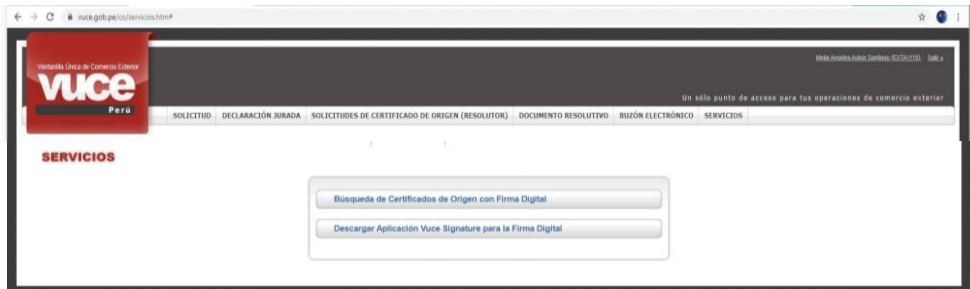 vuce.gob.pe/co/servicios.htm#
Ventanilla Única de Comercio Exterior
vuce
Perú
Salir »
Un sólo punto de acceso para tus operaciones de comercio exterior
SOLICITUD DECLARACIÓN JURADA SOLICITUDES DE CERTIFICADO DE ORIGEN (RESOLUTOR) DOCUMENTO RESOLUTIVO BUZÓN ELECTRÓNICO SERVICIOS
SERVICIOS
Búsqueda de Certificados de Origen con Firma Digital
Descargar Aplicación Vuce Signature para la Firma Digital